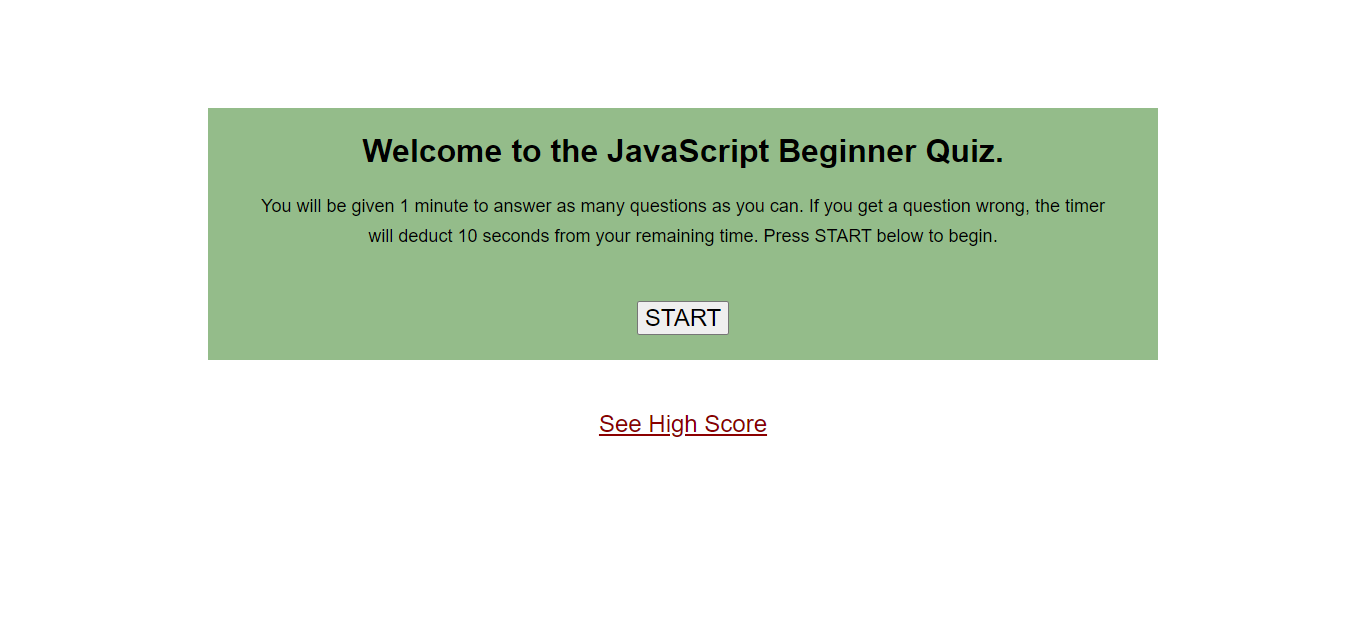 Welcome to the JavaScript Beginner Quiz.
You will be given 1 minute to answer as many questions as you can. If you get a question wrong, the timer
will deduct 10 seconds from your remaining time. Press START below to begin.
START
See High Score